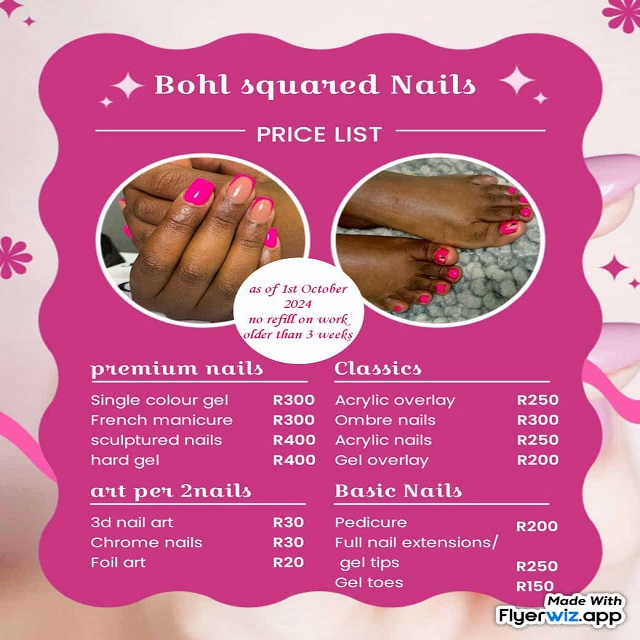 Bohl squared Nails
PRICE LIST
as of 1st October
2024
no refill on work
older than 3 weeks
premium nails
Single colour gel R300
French manicure R300
sculptured nails R400
hard gel R400
Classics
Acrylic overlay R250
Ombre nails R300
Acrylic nails R250
Gel overlay R200
art per 2nails
3d nail art R30
Chrome nails R30
Foil art R20
Basic Nails
Pedicure R200
Full nail extensions/
gel tips R250
Gel toes R150
Made With
Flyerwiz.app